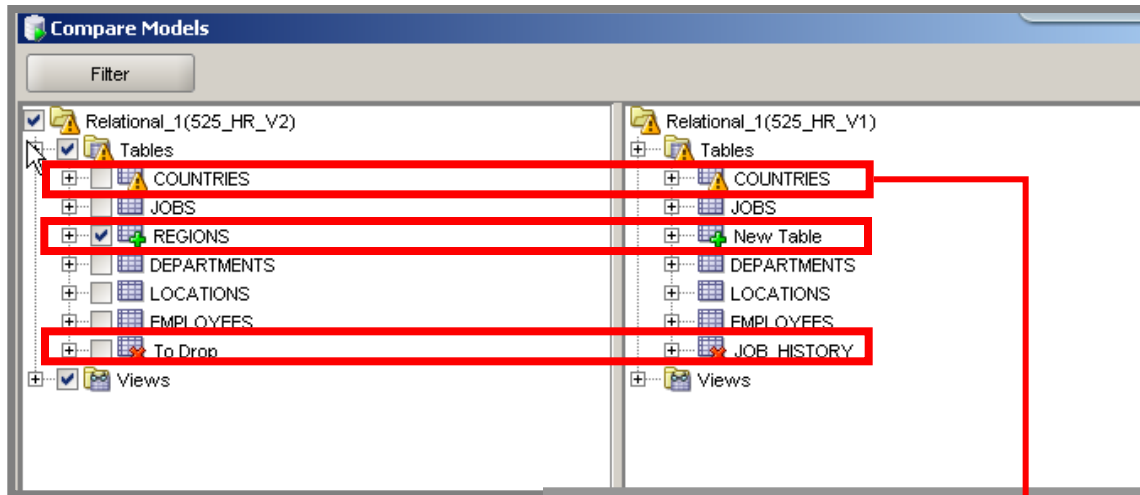 Compare Models
Filter
Relational_1(525_HR_V2)
Tables
COUNTRIES
JOBS
REGIONS
DEPARTMENTS
LOCATIONS
EMPLOYEES
To Drop
Views
Relational_1(525_HR_V1)
Tables
COUNTRIES
JOBS
New Table
DEPARTMENTS
LOCATIONS
EMPLOYEES
JOB_HISTORY
Views